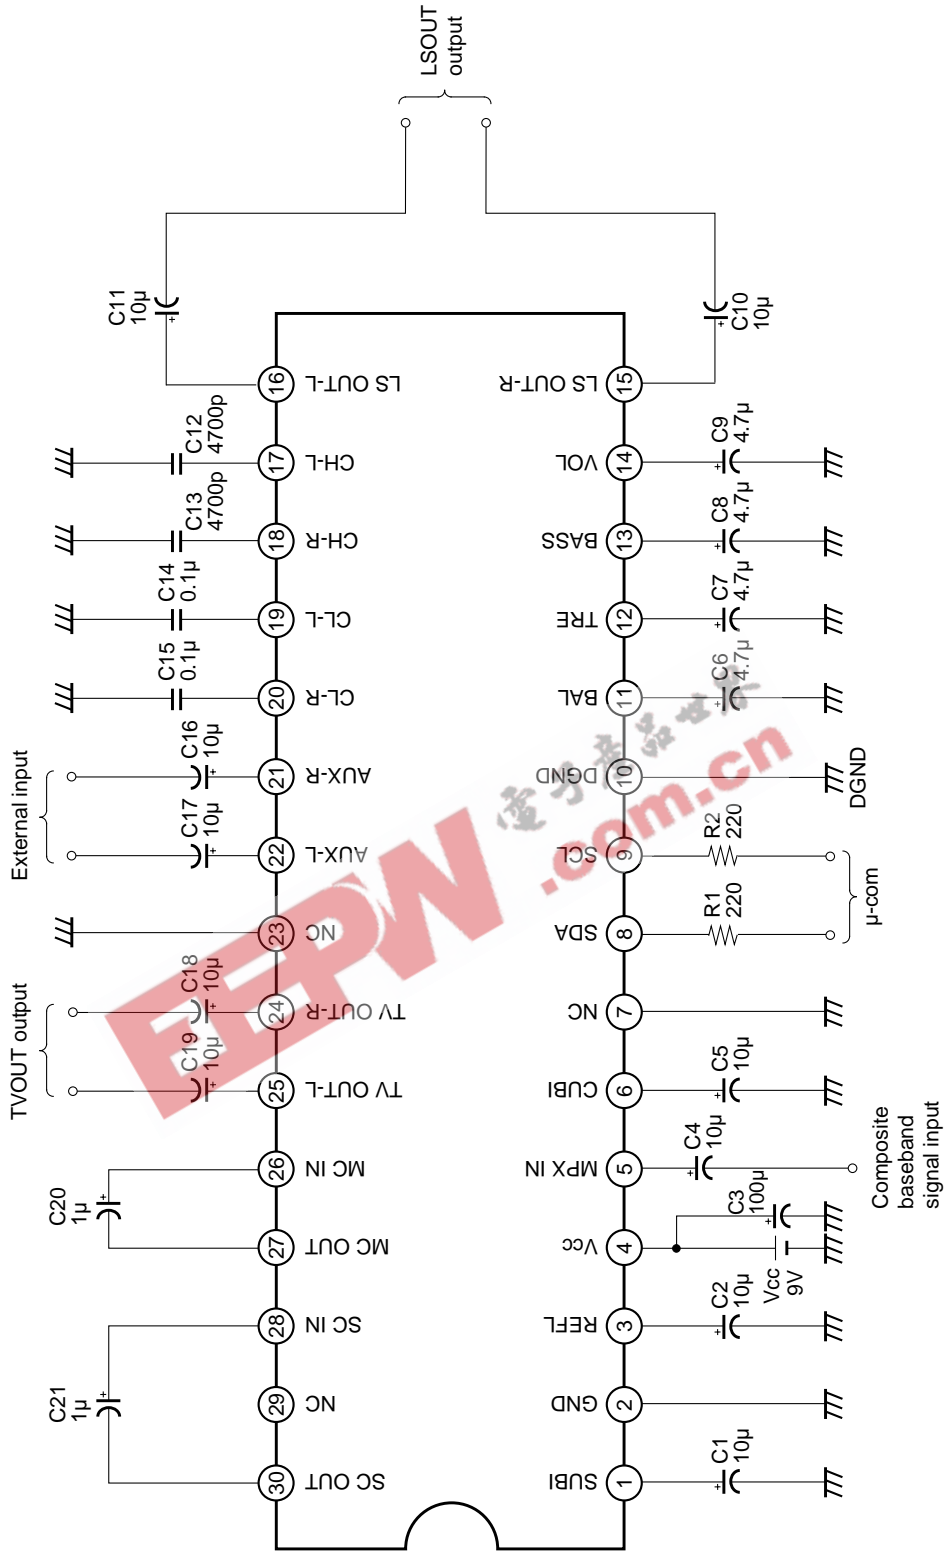 LSOUT
output
C11
10μ
C10
10μ
16
LS OUT-L
15
LS OUT-R
C12
4700p
17
CH-L
14
VOL
C9
4.7μ
C13
4700p
18
CH-R
13
BASS
C8
4.7μ
C14
0.1μ
19
CL-L
12
TRE
C7
4.7μ
C15
0.1μ
20
CL-R
11
BAL
C6
4.7μ
External input
C16
10μ
21
AUX-R
10
DGND
DGND
C17
10μ
22
AUX-L
9
SCL
R2
220
23
NC
8
SDA
R1
220
μ-com
TVOUT output
C18
10μ
24
TV OUT-R
7
NC
C19
10μ
25
TV OUT-L
6
CUBI
C5
10μ
C20
1μ
26
MC IN
5
MPX IN
C4
10μ
Composite
baseband
signal input
27
MC OUT
4
Vcc
C3
100μ
Vcc
9V
C21
1μ
28
SC IN
3
REFL
C2
10μ
29
NC
2
GND
30
SC OUT
1
SUBI
C1
10μ
EEPW
.com.cn
電子產品世界